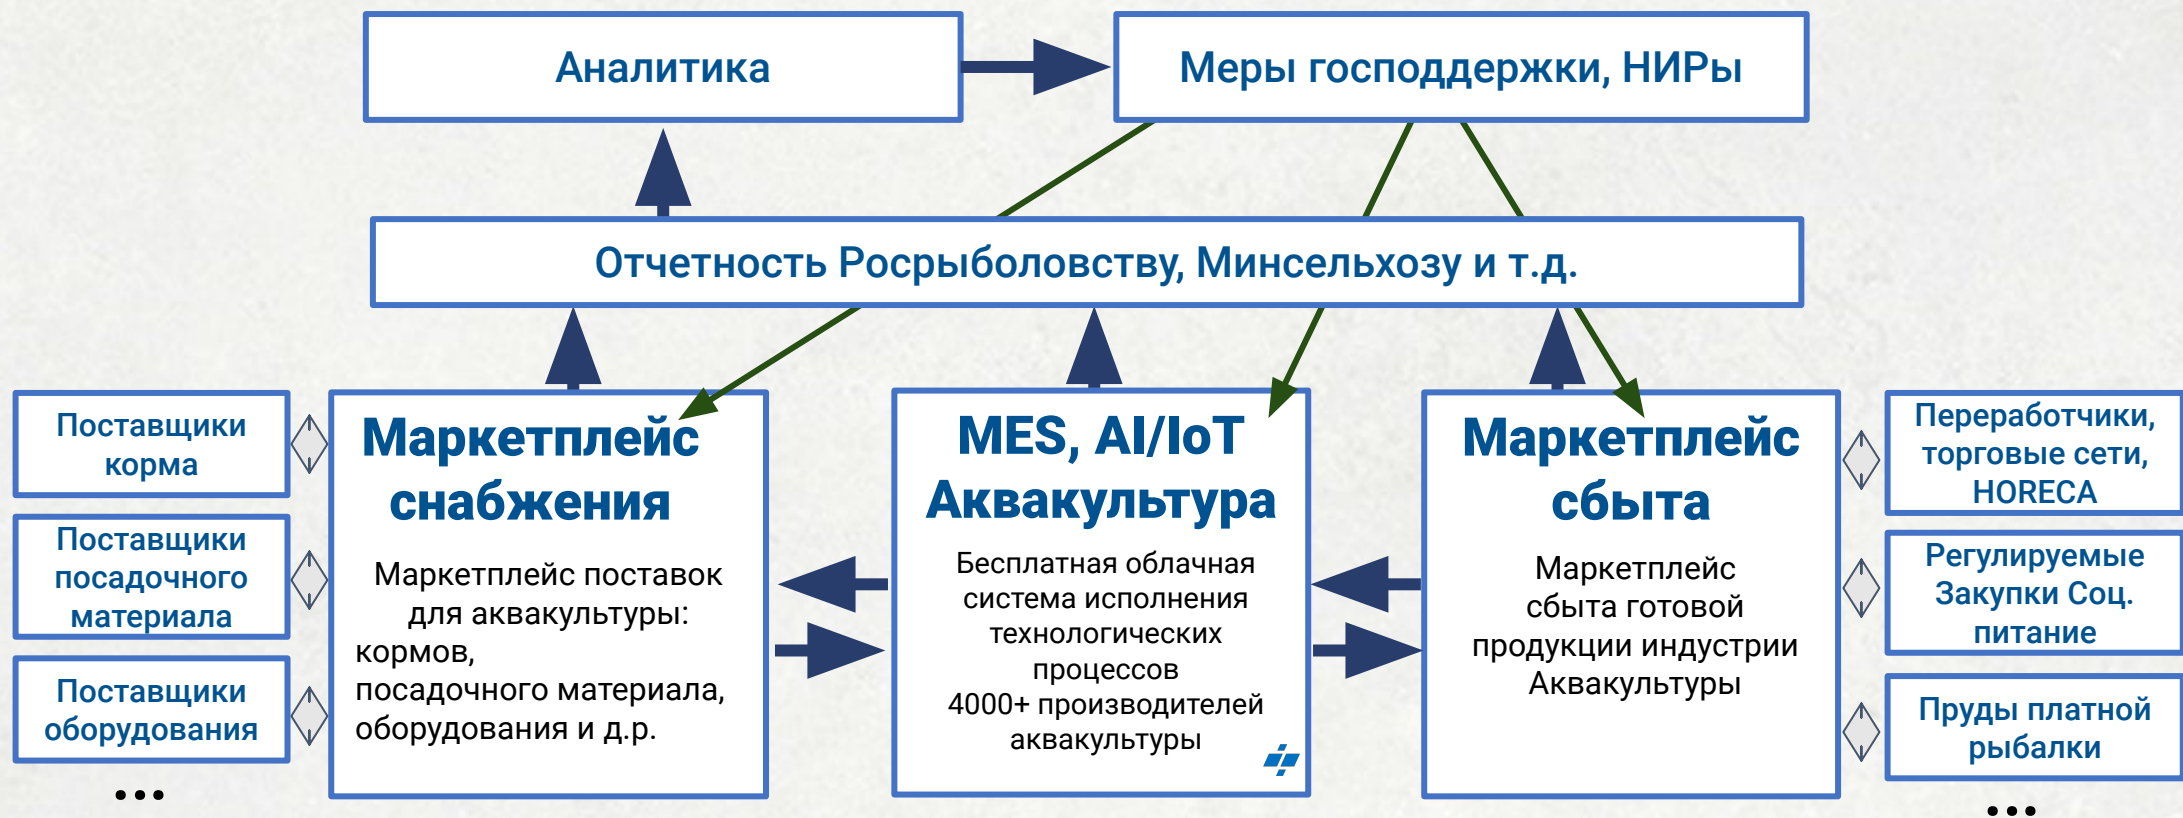 Аналитика
Меры господдержки, НИРы
Отчетность Росрыболовству, Минсельхозу и т.д.
Поставщики
корма
Поставщики
посадочного
материала
Поставщики
оборудования
...
Маркетплейс
снабжения
Маркетплейс поставок
для аквакультуры:
кормов,
посадочного материала,
оборудования и д.р.
MES, AI/IoT
Аквакультура
Бесплатная облачная
система исполнения
технологических
процессов
4000+ производителей
аквакультуры
Маркетплейс
сбыта
Маркетплейс
сбыта готовой
продукции индустрии
Аквакультуры
Переработчики,
торговые сети,
HORECA
Регулируемые
Закупки Соц.
питание
Пруды платной
рыбалки
...